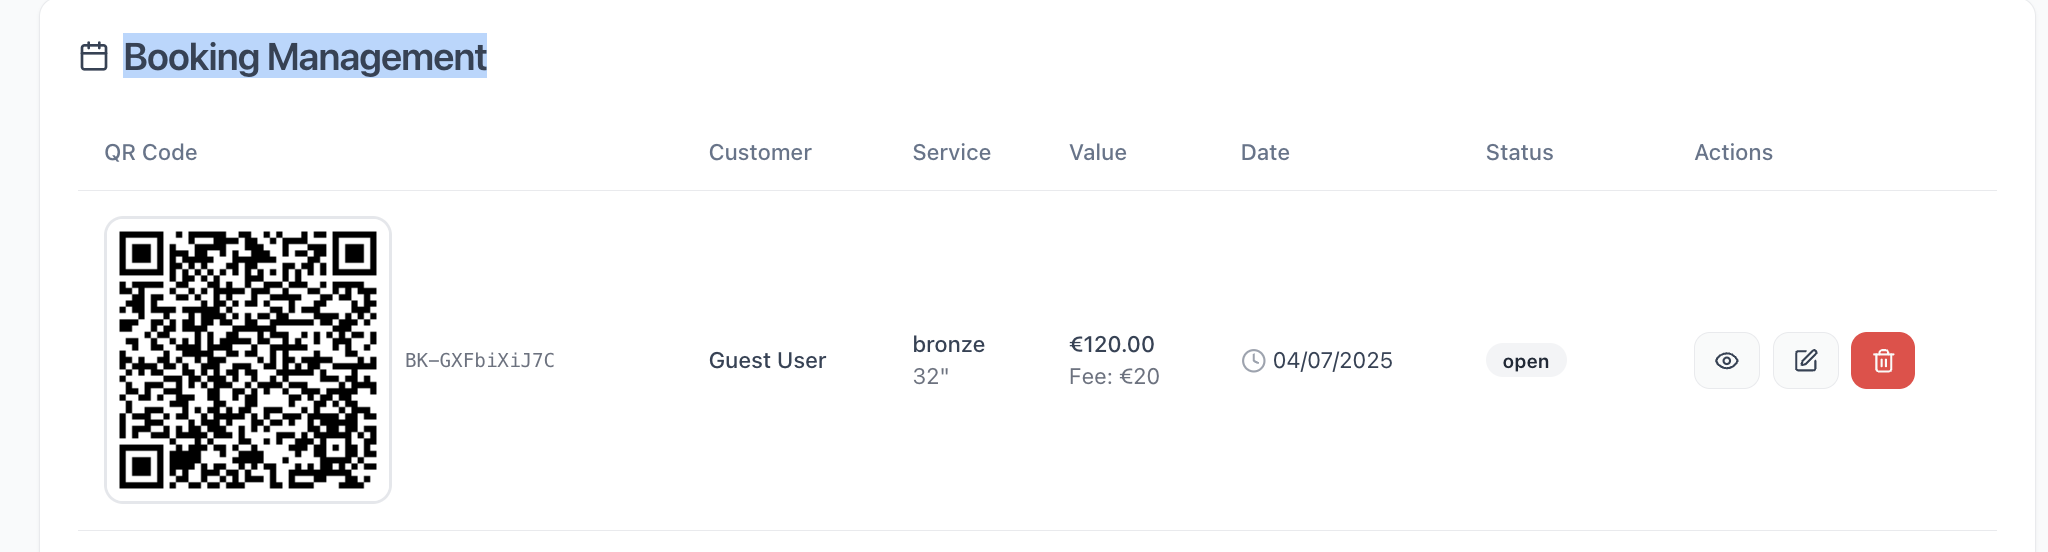 Booking Management
QR Code Customer Service Value Date Status Actions
BK-GXFbiXiJ7C Guest User bronze €120.00 04/07/2025 open
32" Fee: €20